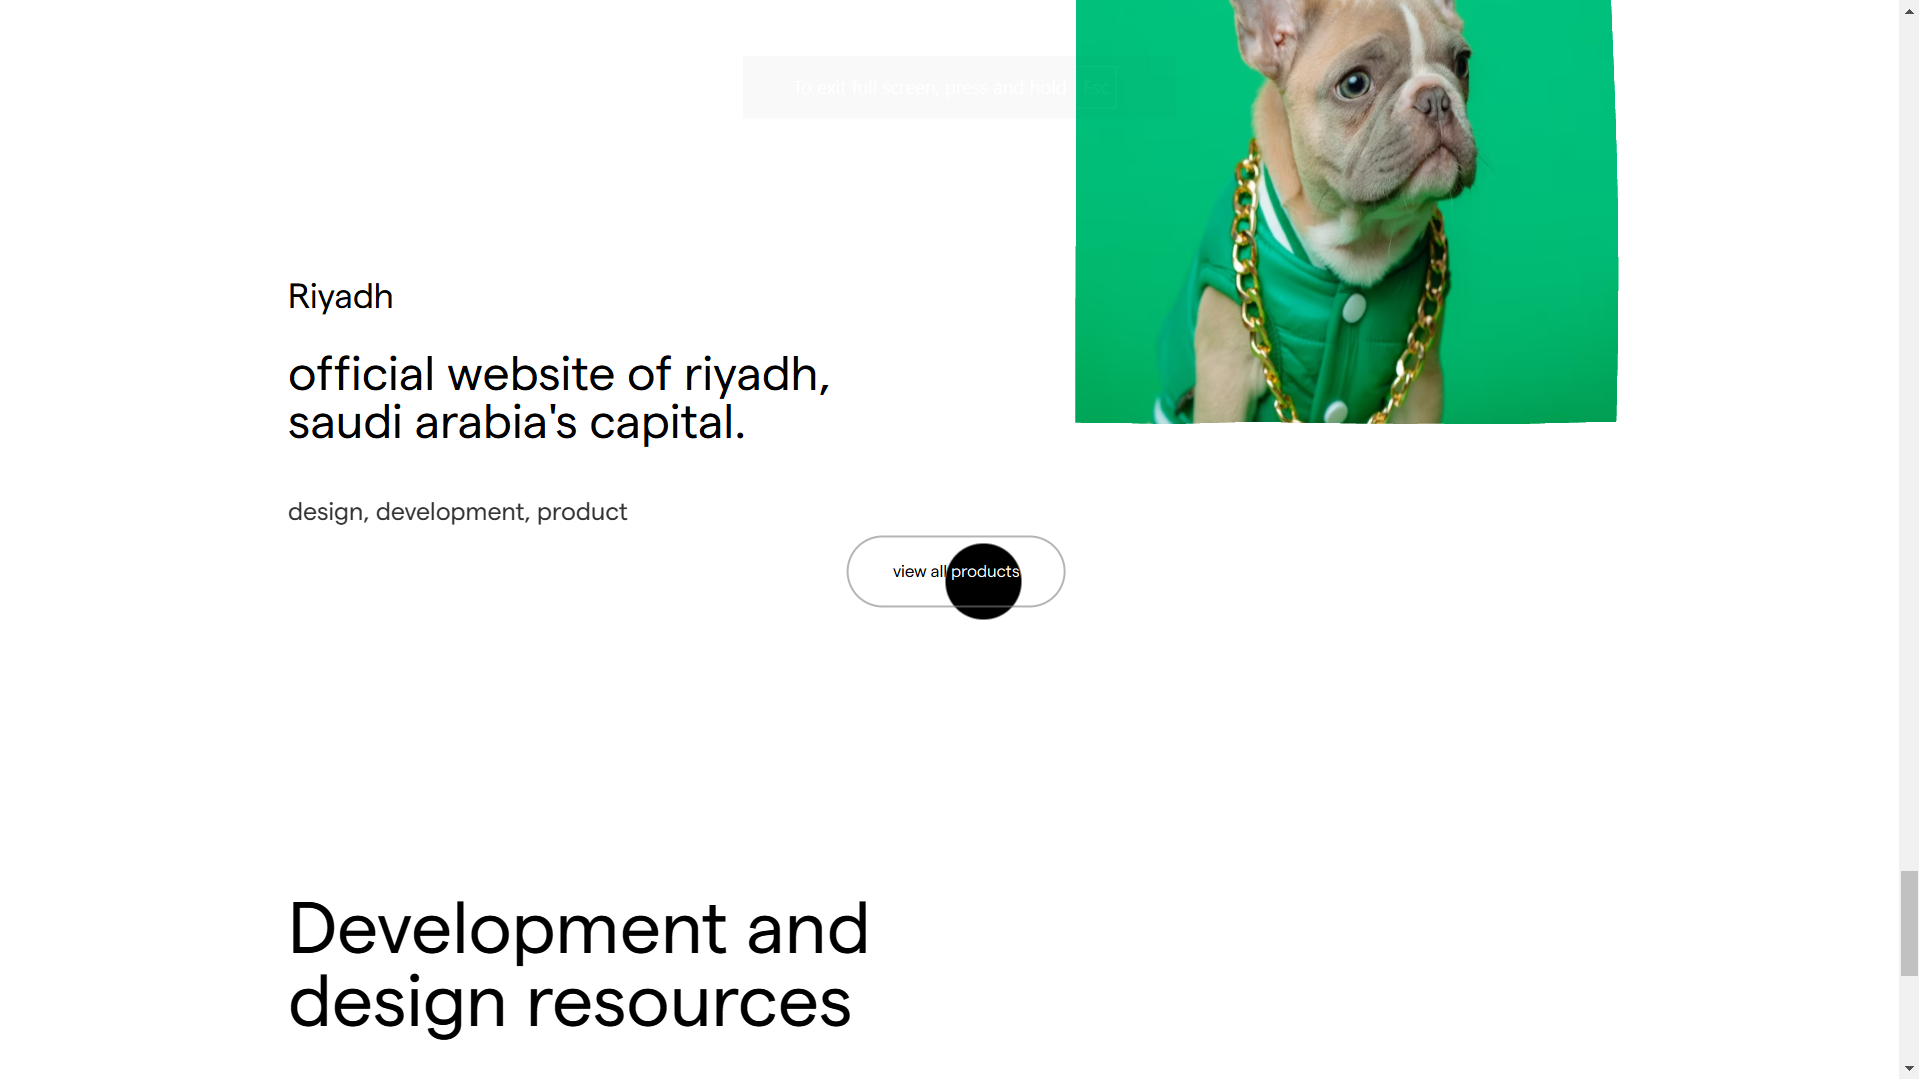 To exit full screen, press and hold Esc
Riyadh
official website of riyadh,
saudi arabia's capital.
design, development, product
view all products
Development and
design resources